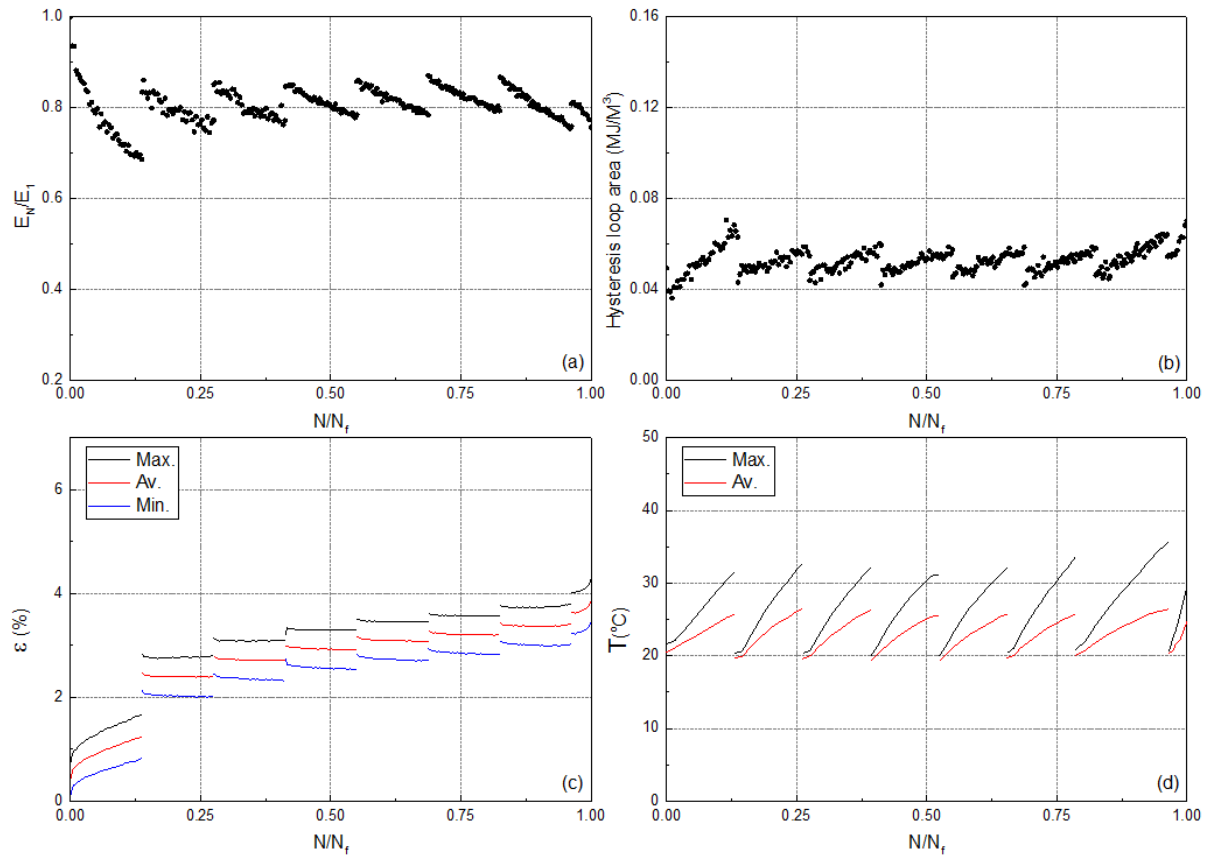 1.0
0.8
0.6
0.4
0.2
E_N/E_1
0.00
0.25
0.50
0.75
1.00
N/N_f
(a)
0.16
0.12
0.08
0.04
0.00
Hysteresis loop area (MJ/M³)
0.00
0.25
0.50
0.75
1.00
N/N_f
(b)
Max.
Av.
Min.
6
4
2
0
ε (%)
0.00
0.25
0.50
0.75
1.00
N/N_f
(c)
Max.
Av.
50
40
30
20
10
0
T(°C)
0.00
0.25
0.50
0.75
1.00
N/N_f
(d)